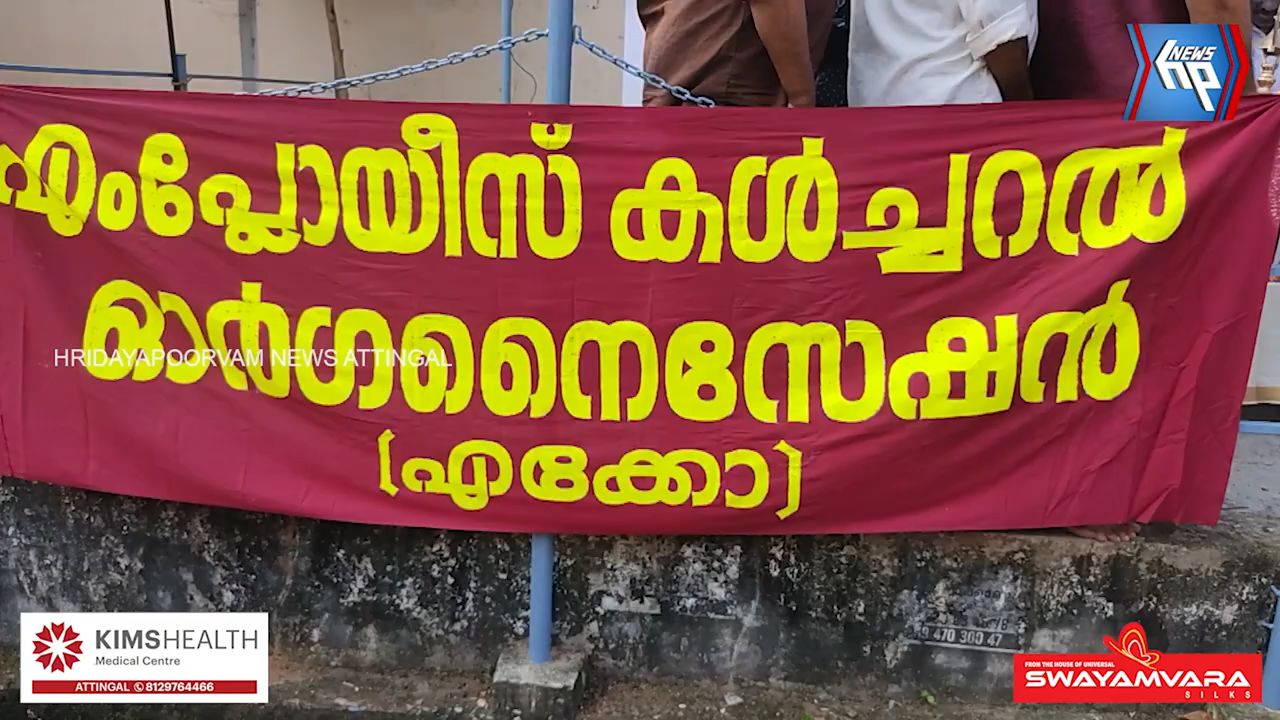 NEWS
hp
എംപ്ലോയീസ് കൾച്ചറൽ
ഓർഗനൈസേഷൻ
HRIDAYAPOORVAM NEWS ATTINGAL
(എക്കോ)
KIMSHEALTH
Medical Centre
ATTINGAL 8129764466
FROM THE HOUSE OF UNIVERSAL
SWAYAMVARA
SILKS